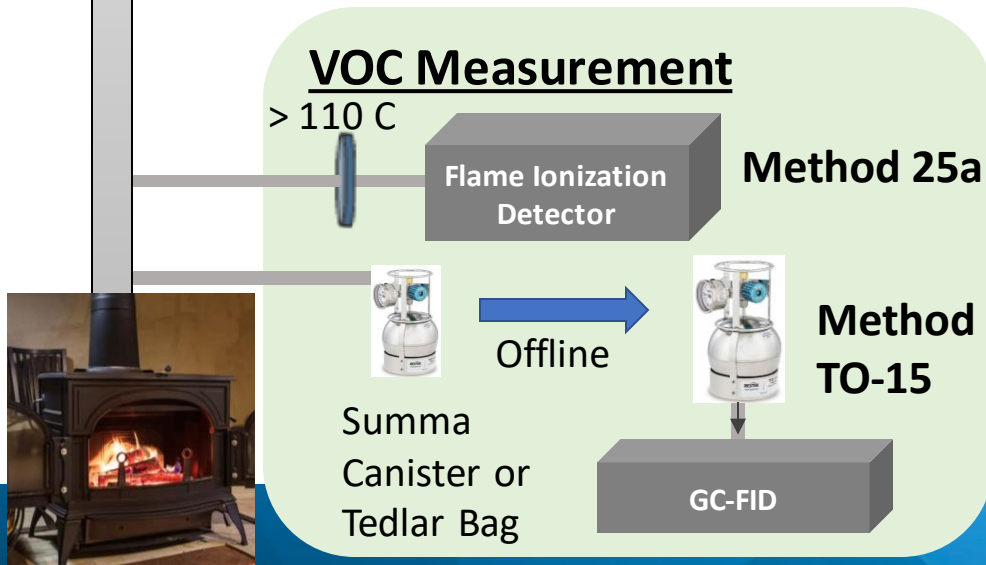 VOC Measurement
> 110 C
Flame Ionization
Detector
Method 25a
Offline
Method
TO-15
Summa
Canister or
Tedlar Bag
GC-FID